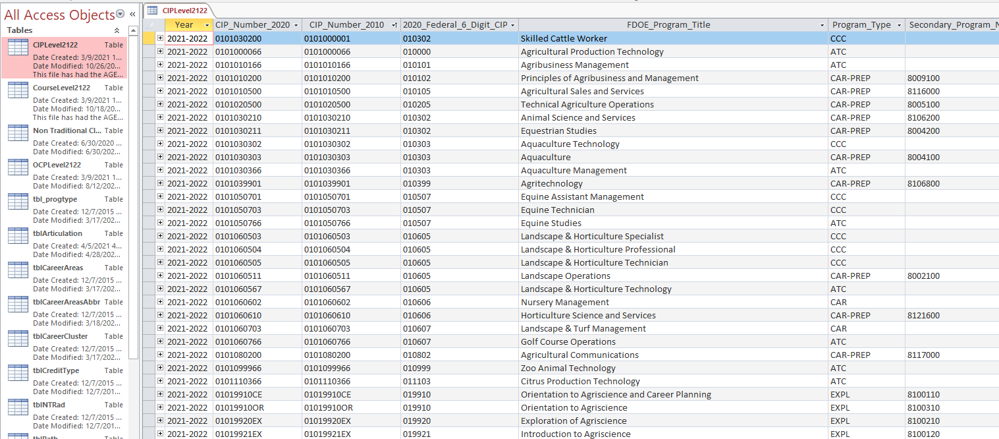 All Access Objects
Tables
CIPLevel2122 Table
Date Created: 3/9/2021 1...
Date Modified: 10/26/20...
This file has had the AGE...
CourseLevel2122 Table
Date Created: 3/9/2021 1...
Date Modified: 10/18/20...
This file has had the AGE...
Non Traditional Cl... Table
Date Created: 6/30/2020 ...
Date Modified: 6/30/202...
OCPLevel2122 Table
Date Created: 3/9/2021 1...
Date Modified: 8/12/202...
tbl_progtype Table
Date Created: 12/7/2015 ...
Date Modified: 3/17/202...
tblArticulation Table
Date Created: 4/5/2021 4...
Date Modified: 4/28/202...
tblCareerAreas Table
Date Created: 12/7/2015 ...
Date Modified: 3/17/202...
tblCareerAreasAbbr Table
Date Created: 12/7/2015 ...
Date Modified: 3/18/202...
tblCareerCluster Table
Date Created: 12/7/2015 ...
Date Modified: 3/17/202...
tblCreditType Table
Date Created: 12/7/2015 ...
Date Modified: 12/7/201...
tblNTRad Table
Date Created: 12/7/2015 ...
Date Modified: 12/7/201...
tblPath Table
CIPLevel2122
Year CIP_Number_2020 CIP_Number_2010 2020_Federal_6_Digit_CIP FDOE_Program_Title Program_Type Secondary_Program_N
2021-2022 0101030200 0101000001 010302 Skilled Cattle Worker CCC
2021-2022 0101000066 0101000066 010000 Agricultural Production Technology ATC
2021-2022 0101010166 0101010166 010101 Agribusiness Management ATC
2021-2022 0101010200 0101010200 010102 Principles of Agribusiness and Management CAR-PREP 8009100
2021-2022 0101010500 0101010500 010105 Agricultural Sales and Services CAR-PREP 8116000
2021-2022 0101020500 0101020500 010205 Technical Agriculture Operations CAR-PREP 8005100
2021-2022 0101030210 0101030210 010302 Animal Science and Services CAR-PREP 8106200
2021-2022 0101030211 0101030211 010302 Equestrian Studies CAR-PREP 8004200
2021-2022 0101030302 0101030302 010303 Aquaculture Technology CCC
2021-2022 0101030303 0101030303 010303 Aquaculture CAR-PREP 8004100
2021-2022 0101030366 0101030366 010303 Aquaculture Management ATC
2021-2022 0101039901 0101039901 010399 Agritechnology CAR-PREP 8106800
2021-2022 0101050701 0101050701 010507 Equine Assistant Management CCC
2021-2022 0101050703 0101050703 010507 Equine Technician CCC
2021-2022 0101050766 0101050766 010507 Equine Studies ATC
2021-2022 0101060503 0101060503 010605 Landscape & Horticulture Specialist CCC
2021-2022 0101060504 0101060504 010605 Landscape & Horticulture Professional CCC
2021-2022 0101060505 0101060505 010605 Landscape & Horticulture Technician CCC
2021-2022 0101060511 0101060511 010605 Landscape Operations CAR-PREP 8002100
2021-2022 0101060567 0101060567 010605 Landscape & Horticulture Technology ATC
2021-2022 0101060602 0101060602 010606 Nursery Management CAR
2021-2022 0101060610 0101060610 010606 Horticulture Science and Services CAR-PREP 8121600
2021-2022 0101060703 0101060703 010607 Landscape & Turf Management CAR
2021-2022 0101060766 0101060766 010607 Golf Course Operations ATC
2021-2022 0101080200 0101080200 010802 Agricultural Communications CAR-PREP 8117000
2021-2022 0101099966 0101099966 010999 Zoo Animal Technology ATC
2021-2022 0101110366 0101110366 011103 Citrus Production Technology ATC
2021-2022 01019910CE 01019910CE 019910 Orientation to Agriscience and Career Planning EXPL 8100110
2021-2022 01019910OR 01019910OR 019910 Orientation to Agriscience EXPL 8100310
2021-2022 01019920EX 01019920EX 019920 Exploration of Agriscience EXPL 8100210
2021-2022 01019921EX 01019921EX 019921 Introduction to Agriscience EXPL 8100120